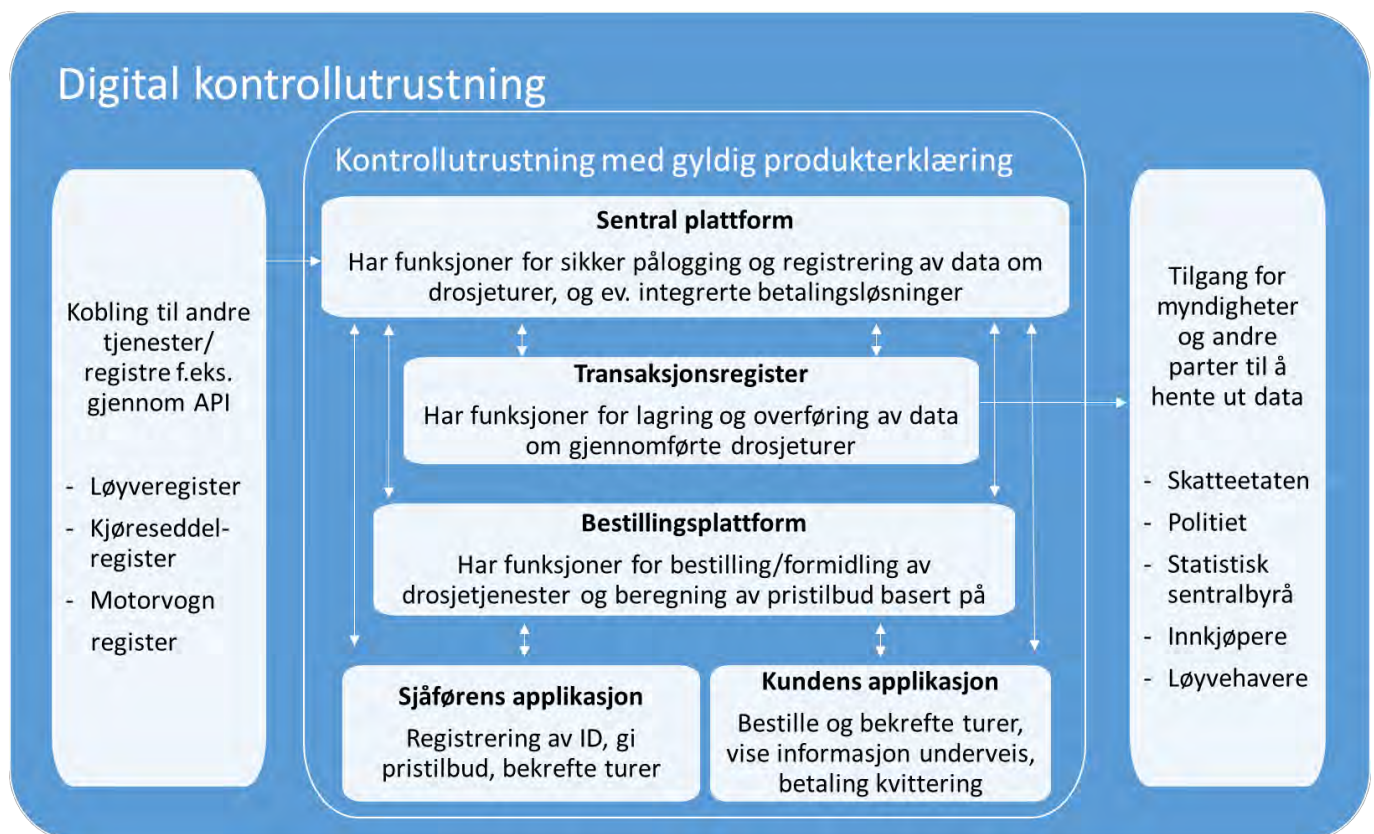 Digital kontrollutrustning
Kobling til andre
tjenester/
registre f.eks.
gjennom API
- Løyveregister
- Kjøreseddel-
register
- Motorvogn
register
Kontrollutrustning med gyldig produkterklæring
Sentral plattform
Har funksjoner for sikker pålogging og registrering av data om
drosjeturer, og ev. integrerte betalingsløsninger
Transaksjonsregister
Har funksjoner for lagring og overføring av data
om gjennomførte drosjeturer
Bestillingsplattform
Har funksjoner for bestilling/formidling av
drosjetjenester og beregning av pristilbud basert på
Sjåførens applikasjon
Registrering av ID, gi
pristilbud, bekrefte turer
Kundens applikasjon
Bestille og bekrefte turer,
vise informasjon underveis,
betaling kvittering
Tilgang for
myndigheter
og andre
parter til å
hente ut data
- Skatteetaten
- Politiet
- Statistisk
sentralbyrå
- Innkjøpere
- Løyvehavere